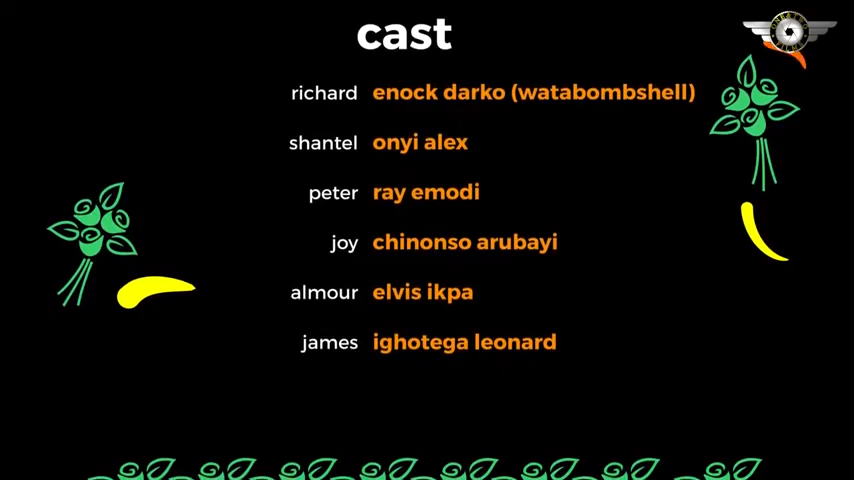 cast
richard enock darko (watabombshell)
shantel onyi alex
peter ray emodi
joy chinonso arubayi
almour elvis ikpa
james ighotega leonard